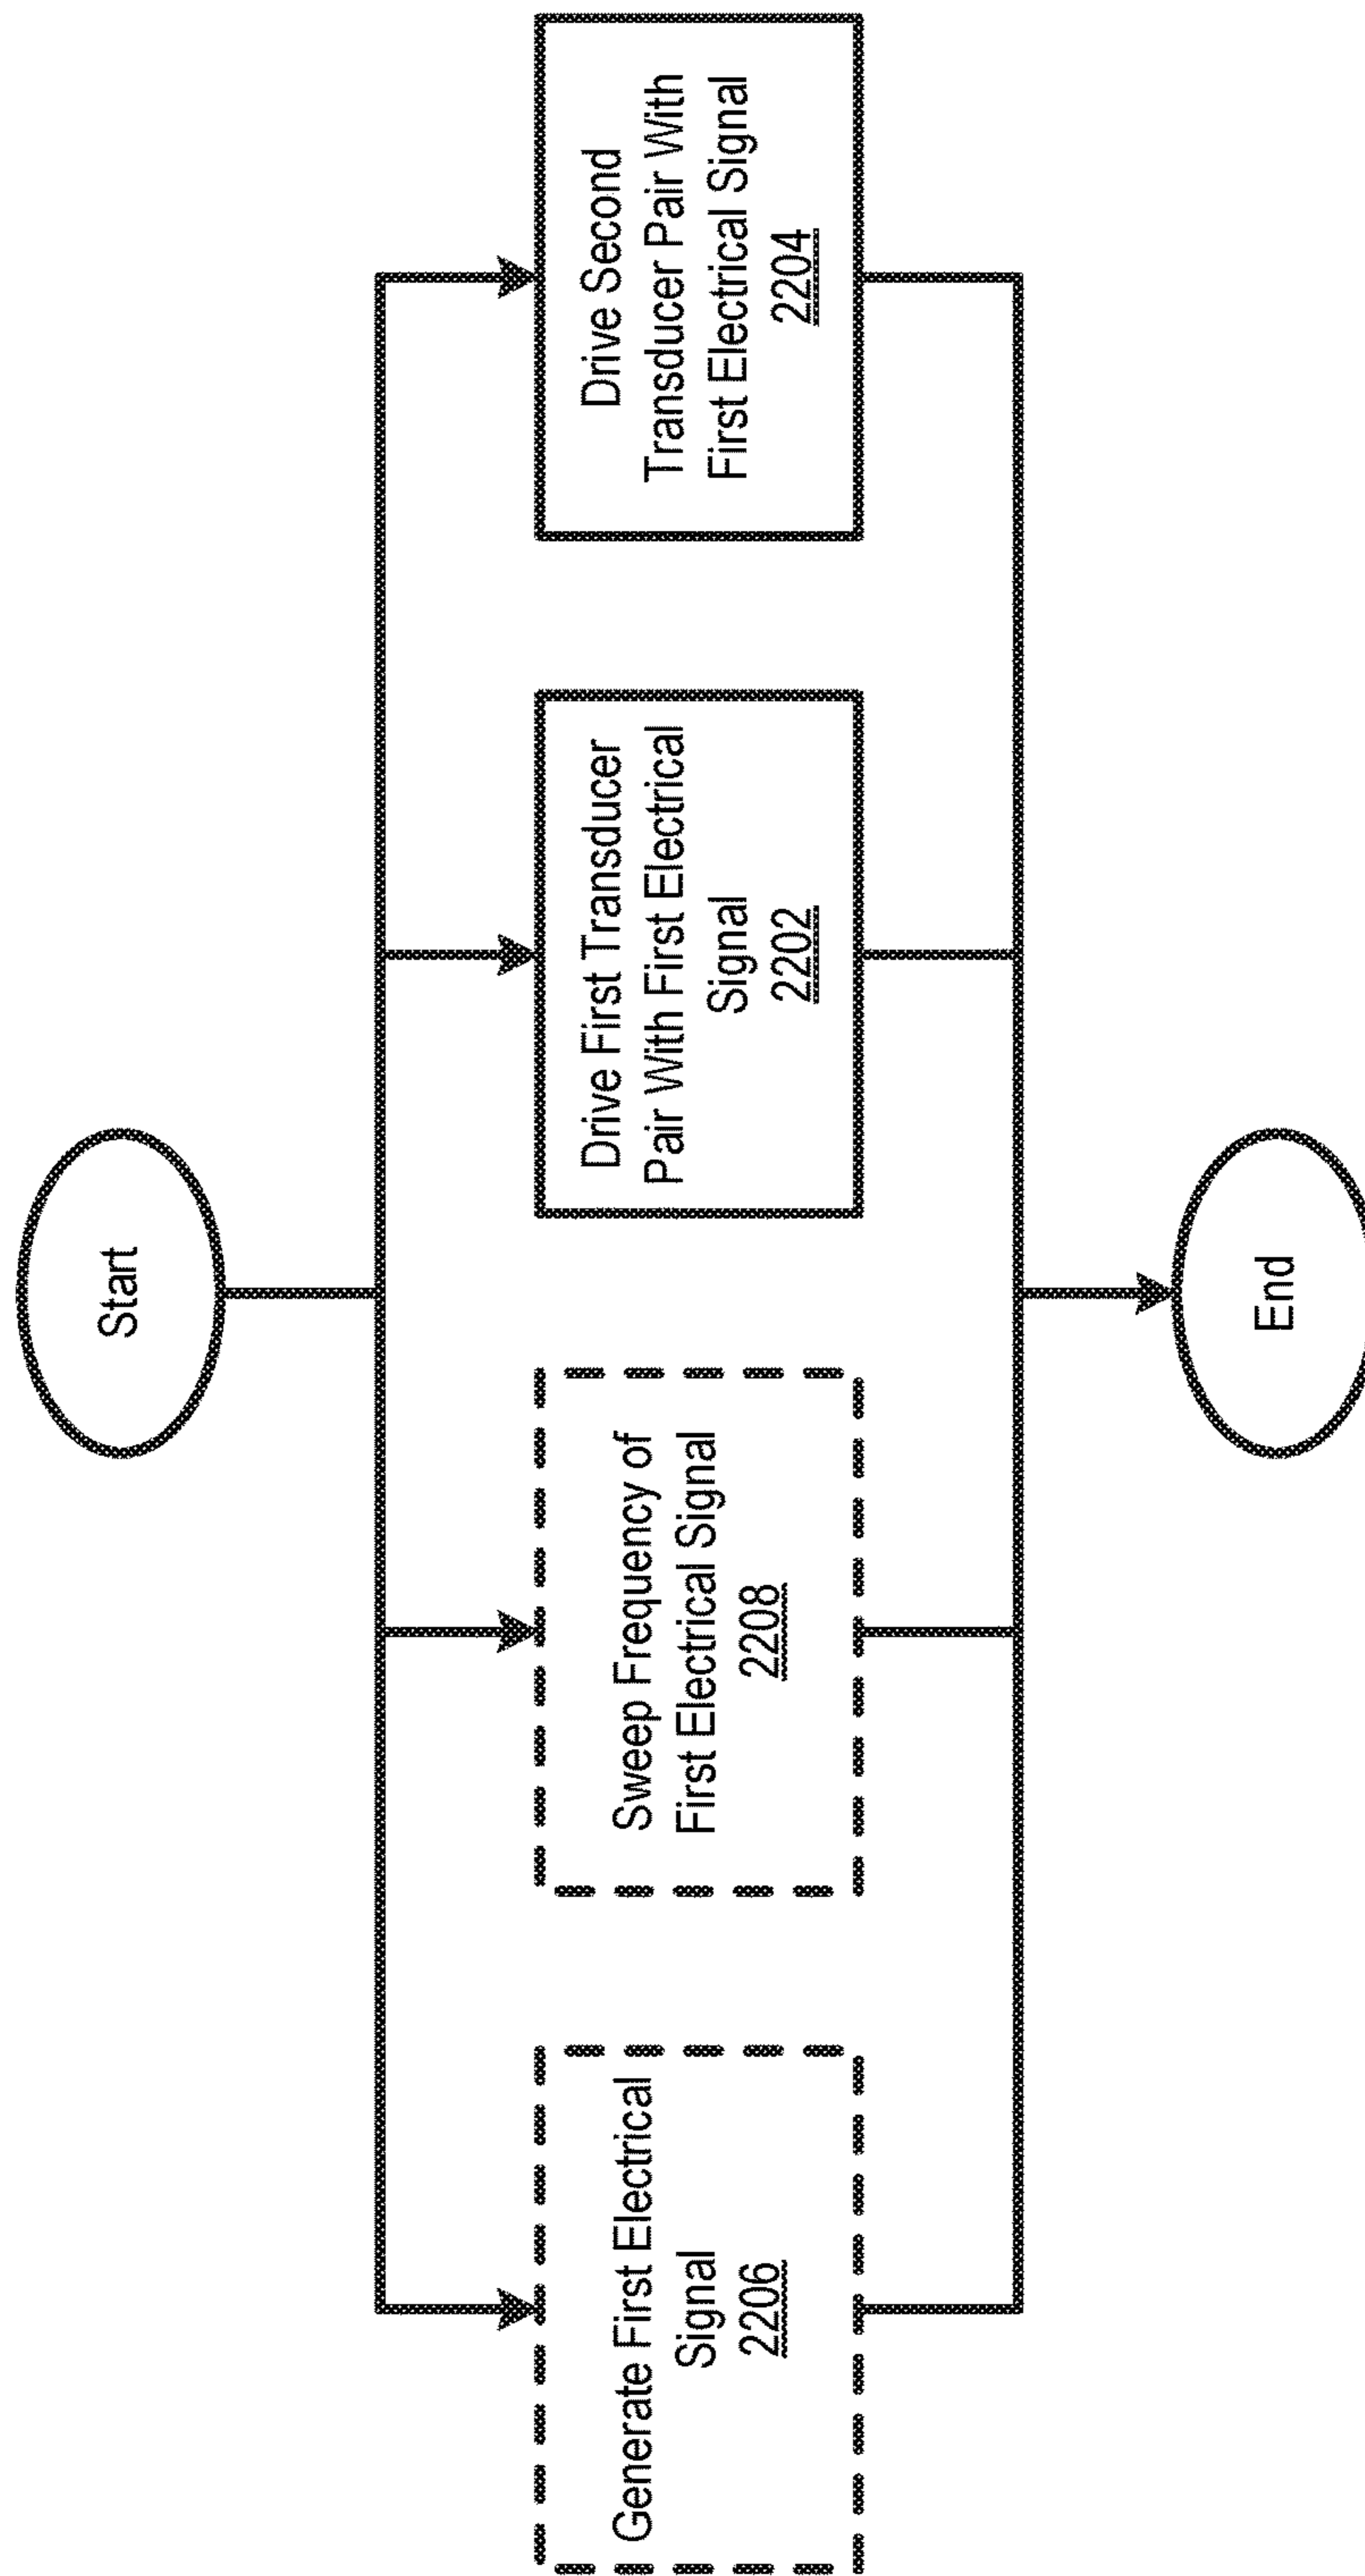 Start
Generate First Electrical
Signal
2206
Sweep Frequency of
First Electrical Signal
2208
Drive First Transducer
Pair With First Electrical
Signal
2202
Drive Second
Transducer Pair With
First Electrical Signal
2204
End